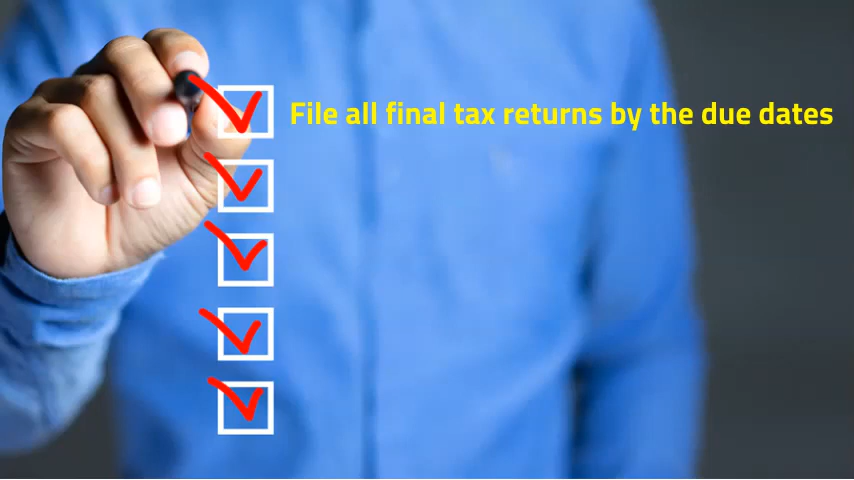 File all final tax returns by the due dates